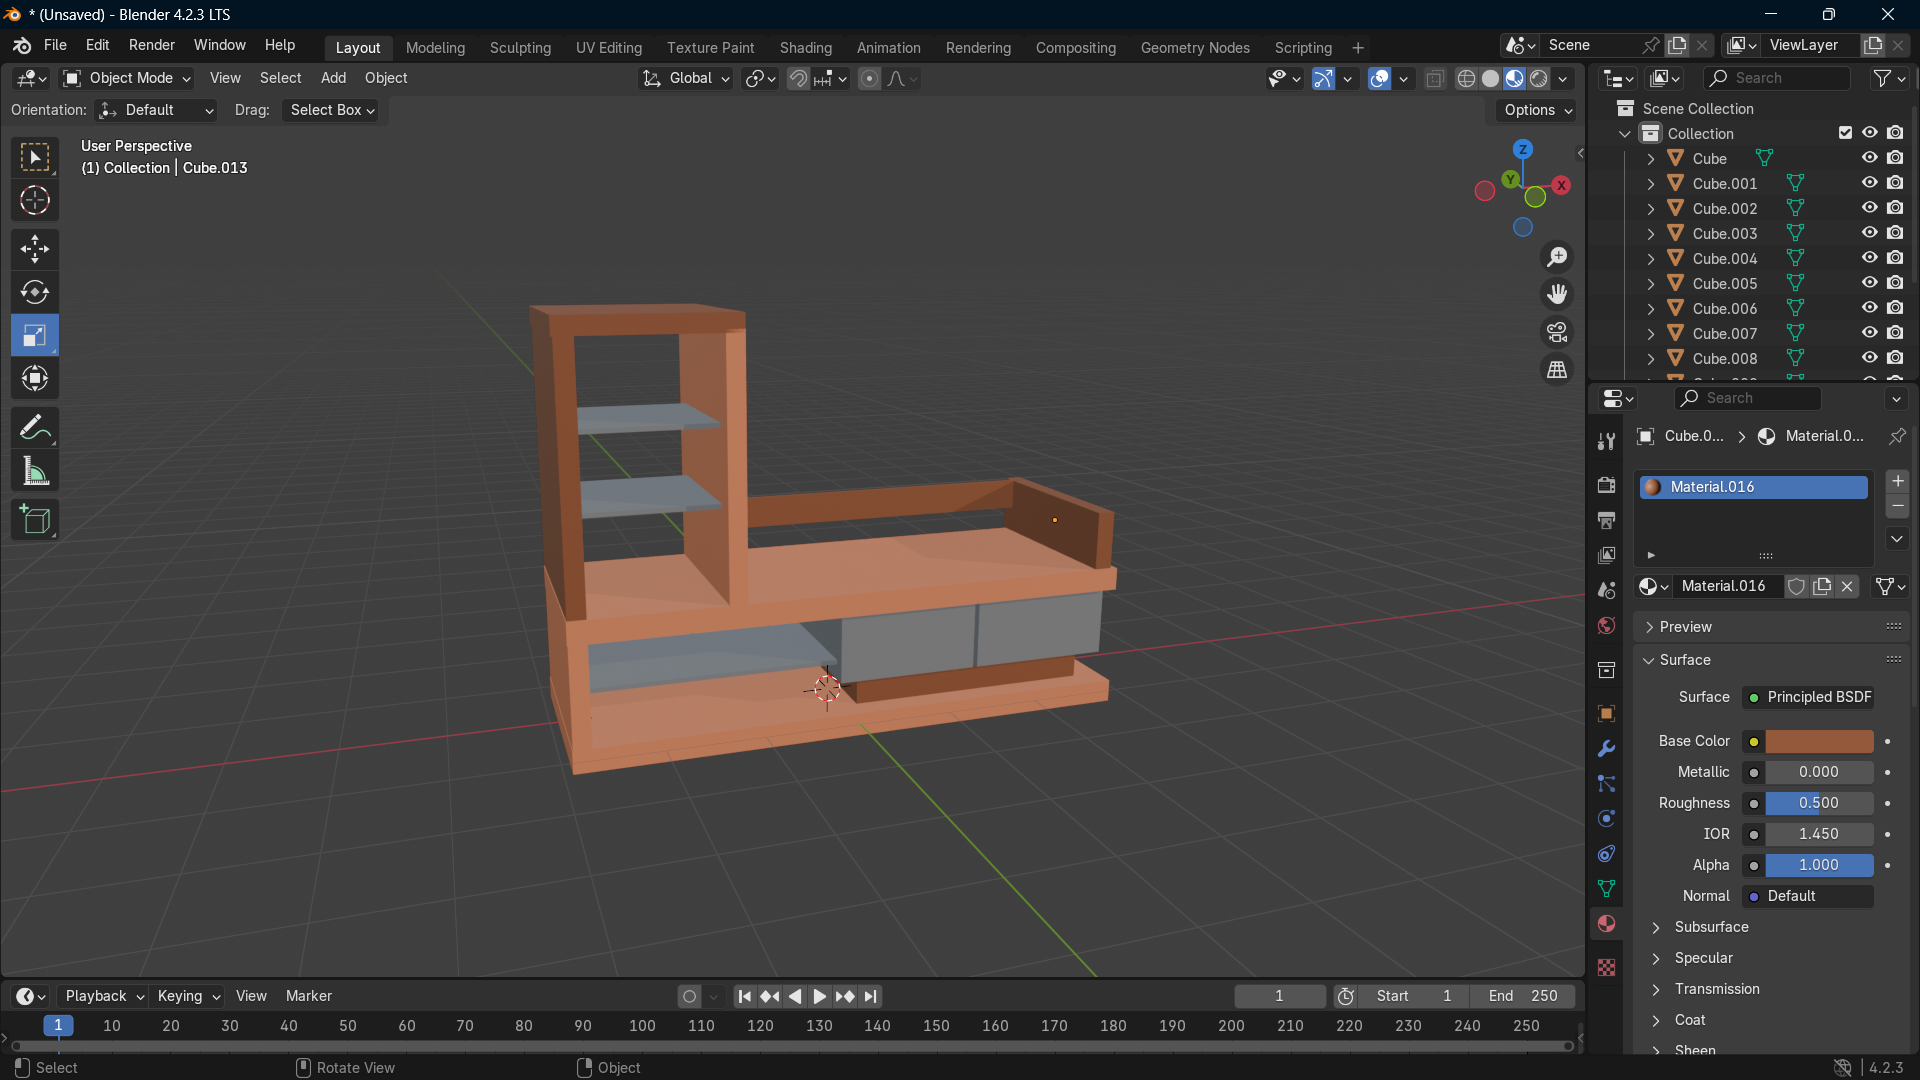 * (Unsaved) - Blender 4.2.3 LTS
File Edit Render Window Help Layout Modeling Sculpting UV Editing Texture Paint Shading Animation Rendering Compositing Geometry Nodes Scripting + Scene ViewLayer
Object Mode View Select Add Object Global Search
Orientation: Default Drag: Select Box Options
User Perspective
(1) Collection | Cube.013
Z
Y X
Scene Collection
Collection
Cube
Cube.001
Cube.002
Cube.003
Cube.004
Cube.005
Cube.006
Cube.007
Cube.008
Search
Cube.0... > Material.0...
Material.016
Material.016
Preview
Surface
Surface Principled BSDF
Base Color
Metallic 0.000
Roughness 0.500
IOR 1.450
Alpha 1.000
Normal Default
Subsurface
Specular
Transmission
Coat
Sheen
Playback Keying View Marker 1 Start 1 End 250
1 10 20 30 40 50 60 70 80 90 100 110 120 130 140 150 160 170 180 190 200 210 220 230 240 250
Select Rotate View Object 4.2.3